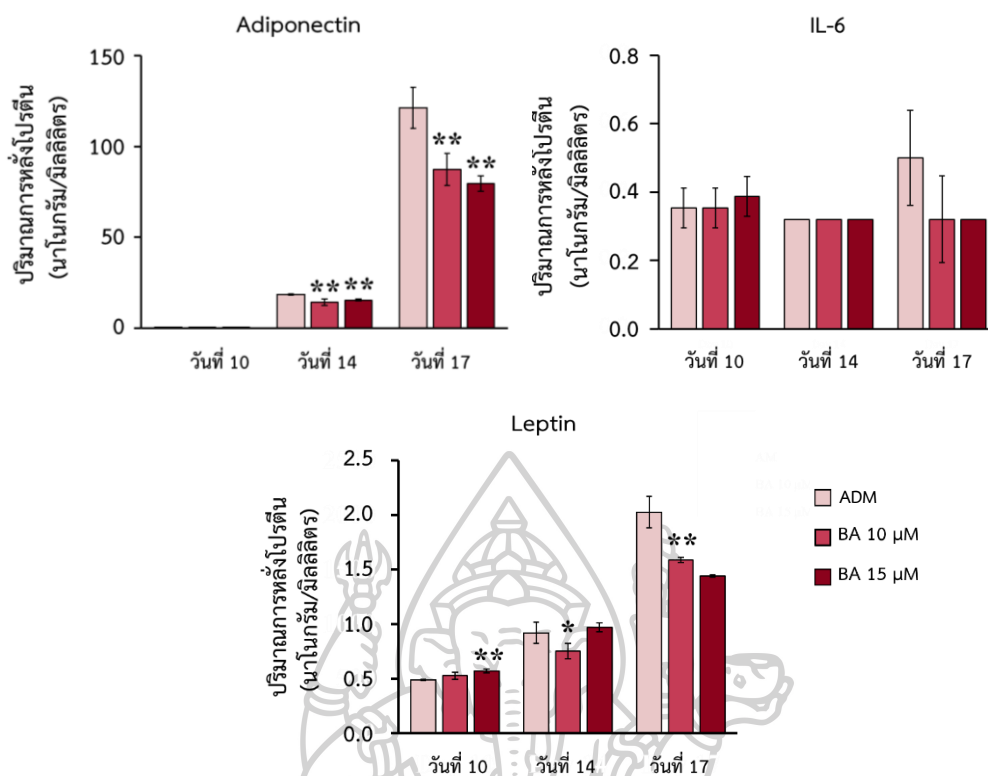 Adiponectin
ปริมาณการหลั่งโปรตีน
(นาโนกรัม/มิลลิลิตร)
150
100
50
0
**
**
**
**
วันที่ 10
วันที่ 14
วันที่ 17
IL-6
ปริมาณการหลั่งโปรตีน
(นาโนกรัม/มิลลิลิตร)
0.8
0.6
0.4
0.2
0.0
วันที่ 10
วันที่ 14
วันที่ 17
Leptin
ปริมาณการหลั่งโปรตีน
(นาโนกรัม/มิลลิลิตร)
2.5
2.0
1.5
1.0
0.5
0.0
**
*
**
วันที่ 10
วันที่ 14
วันที่ 17
ADM
BA 10 µM
BA 15 µM